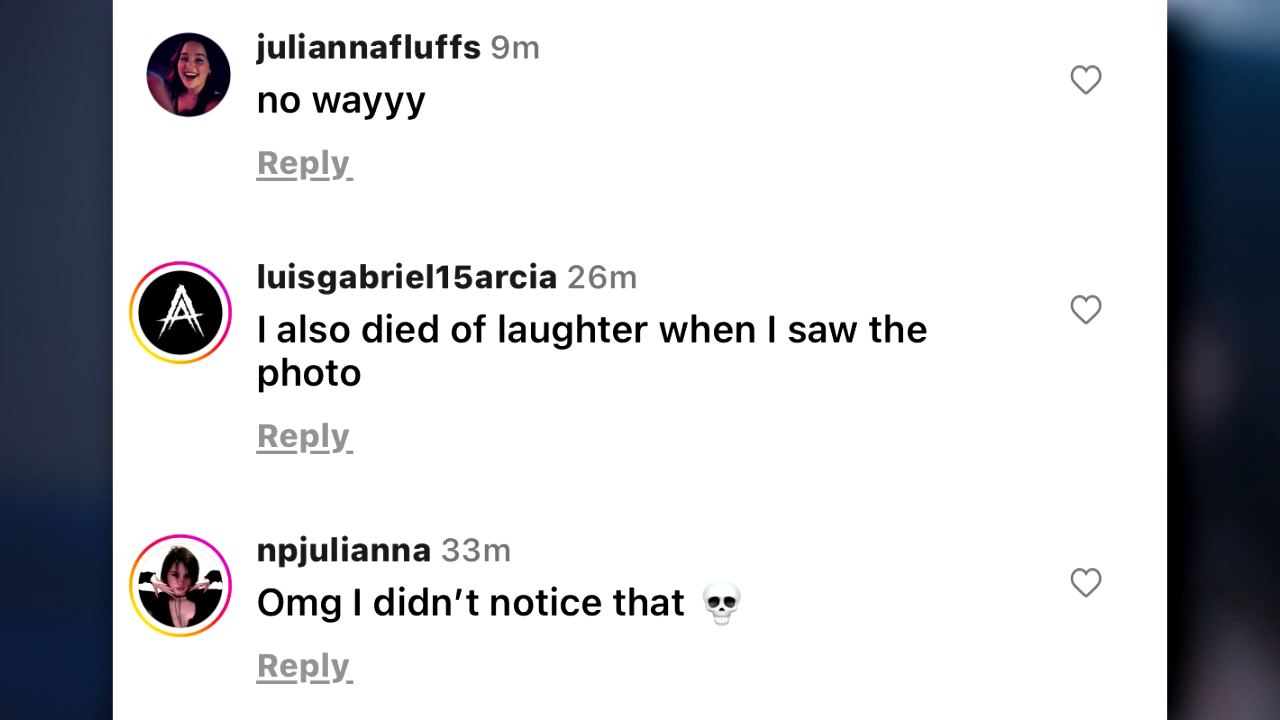 juliannafluffs 9m
no wayyy
Reply
luisgabriel15arcia 26m
I also died of laughter when I saw the
photo
Reply
npjulianna 33m
Omg I didn’t notice that 💀
Reply